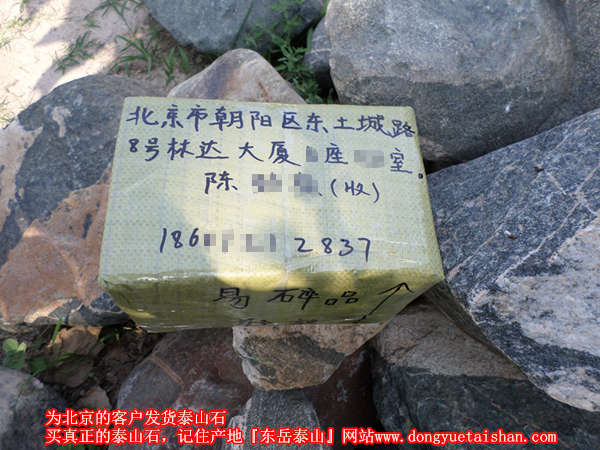 北京市朝阳区东土城路
8号林达大厦 座 室.
陈 (收)
186 2837
易碎品
为北京的客户发货泰山石
买真正的泰山石，记住产地『东岳泰山』网站www.dongyuetaishan.com